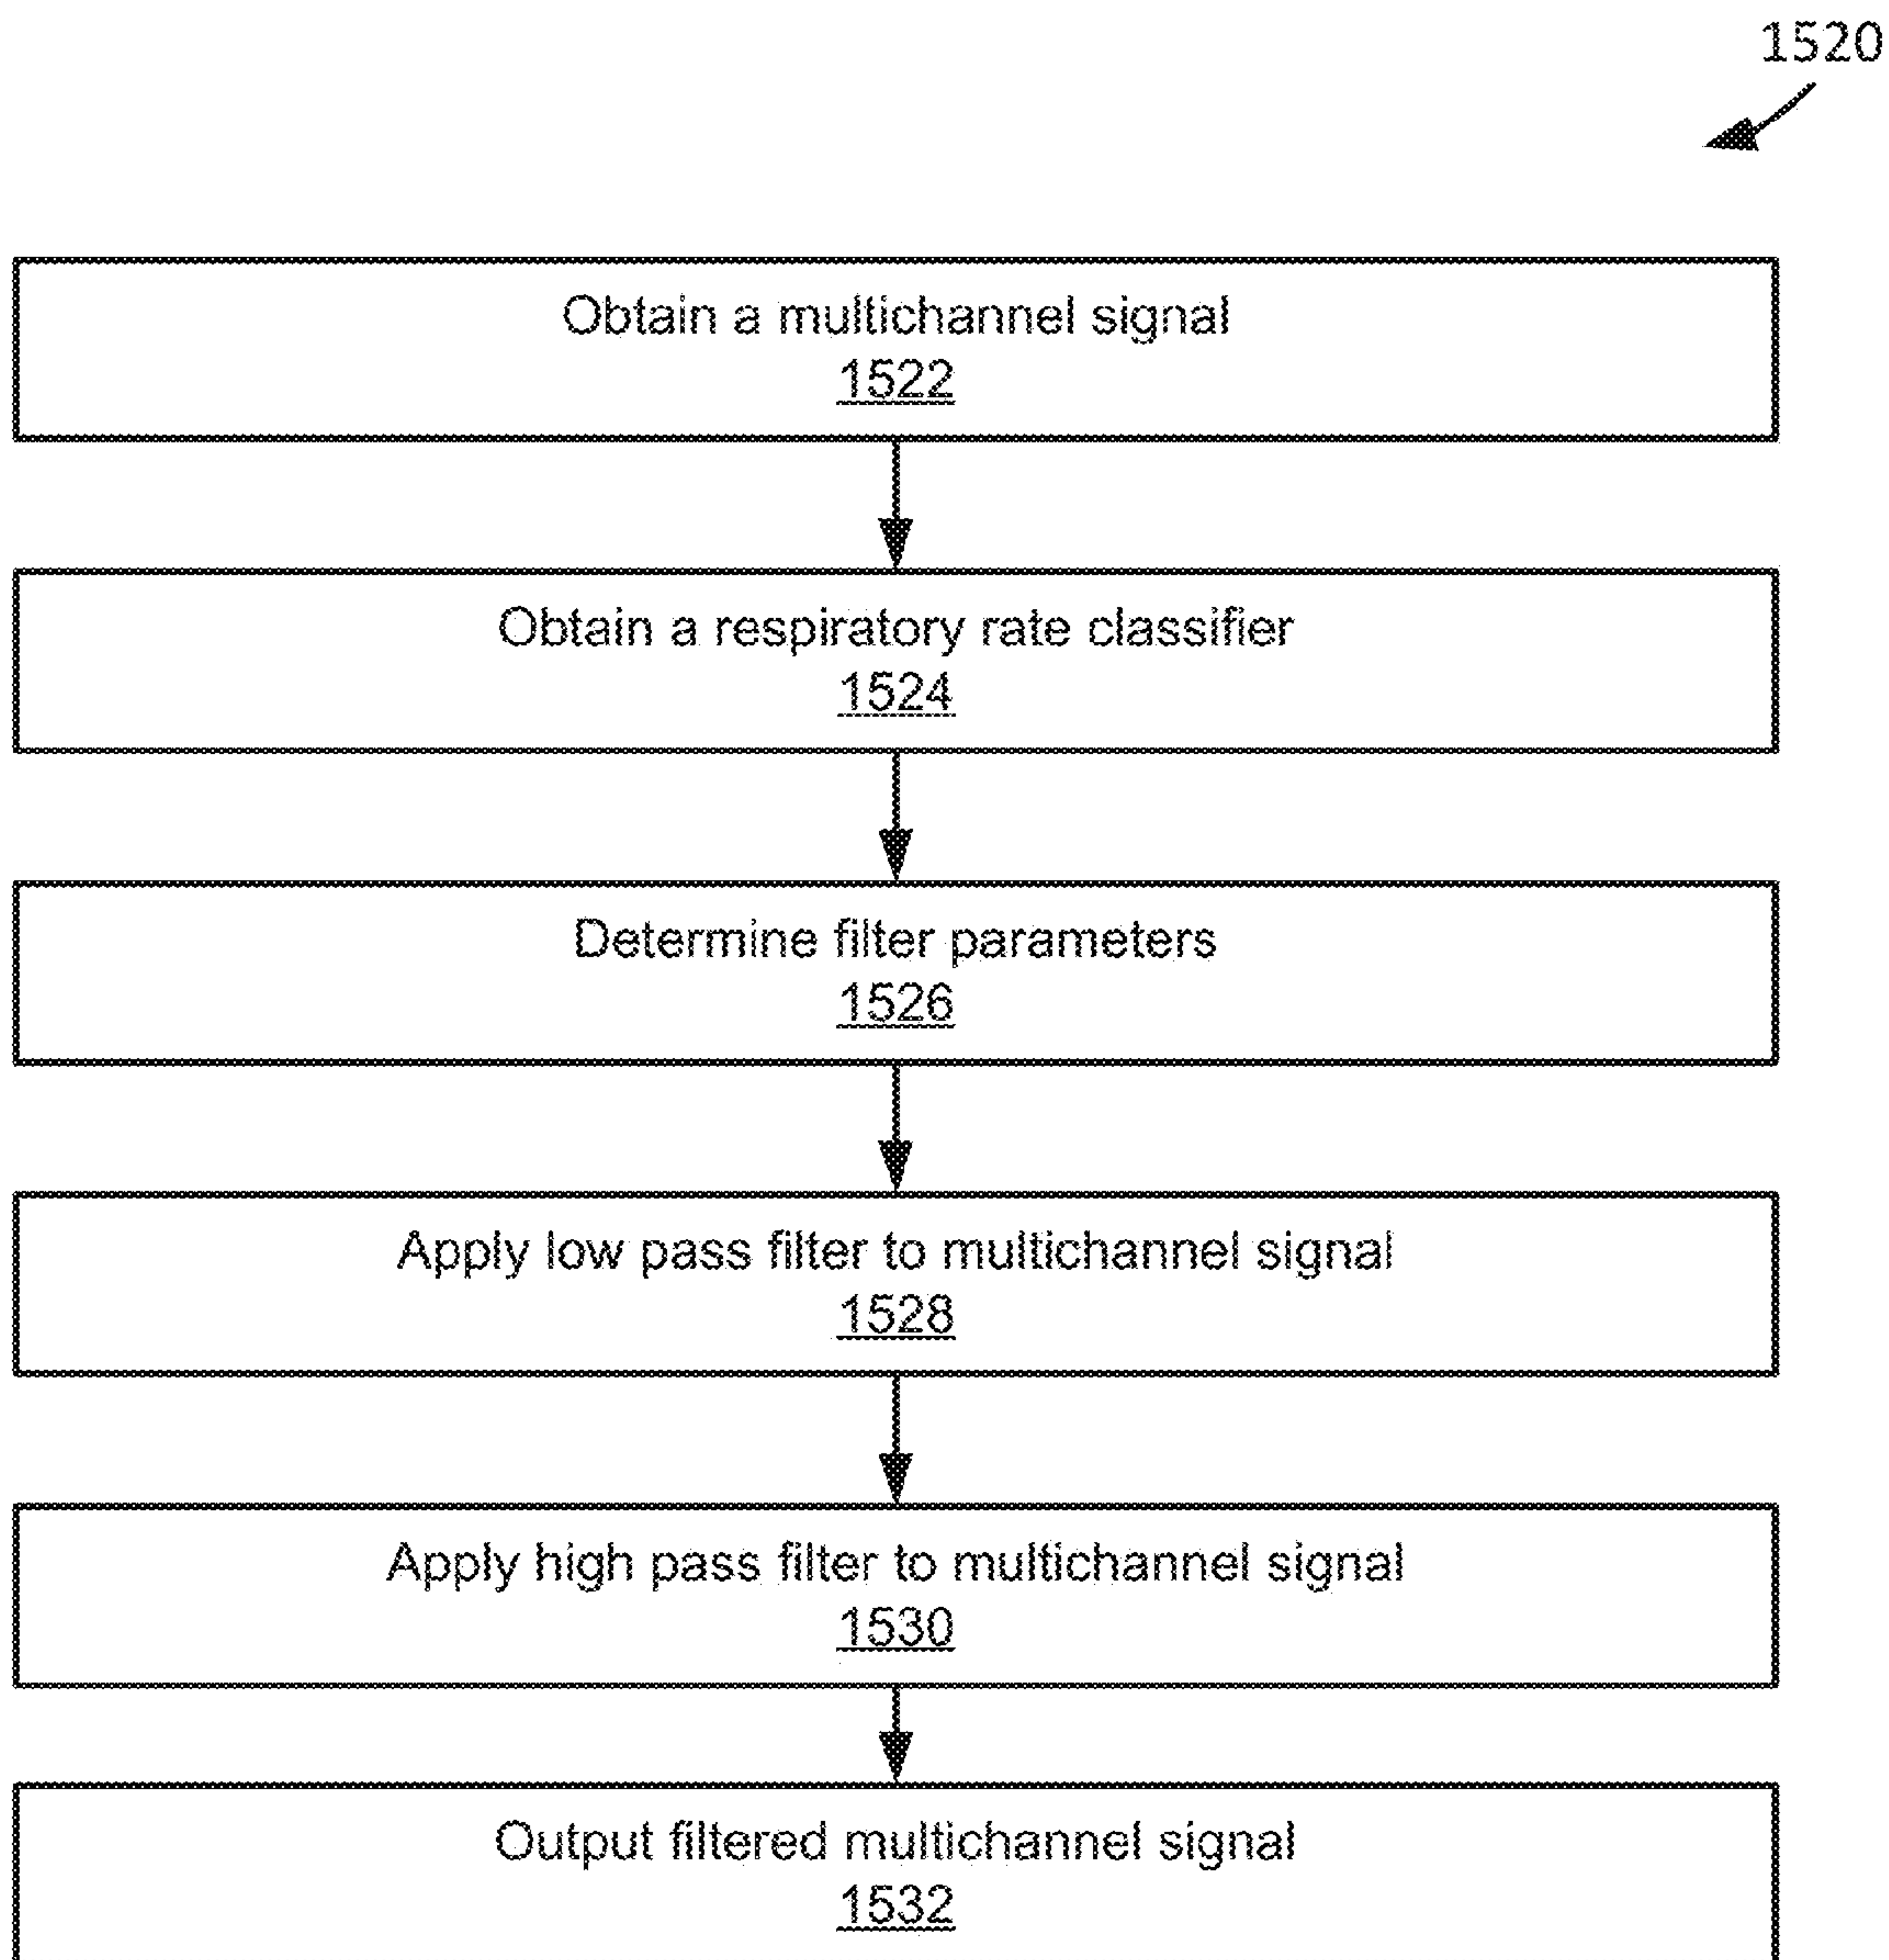 1520
Obtain a multichannel signal
1522
Obtain a respiratory rate classifier
1524
Determine filter parameters
1526
Apply low pass filter to multichannel signal
1528
Apply high pass filter to multichannel signal
1530
Output filtered multichannel signal
1532